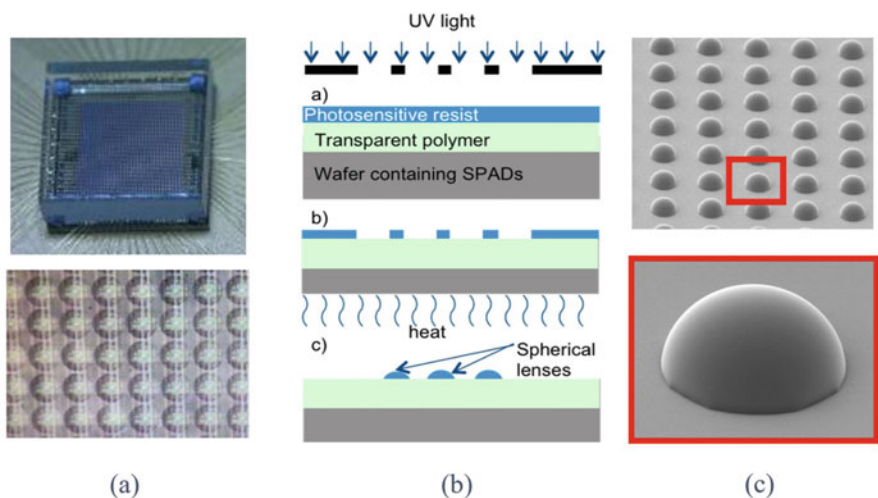 UV light
a)
Photosensitive resist
Transparent polymer
Wafer containing SPADs
b)
heat
c)
Spherical
lenses
(a)
(b)
(c)